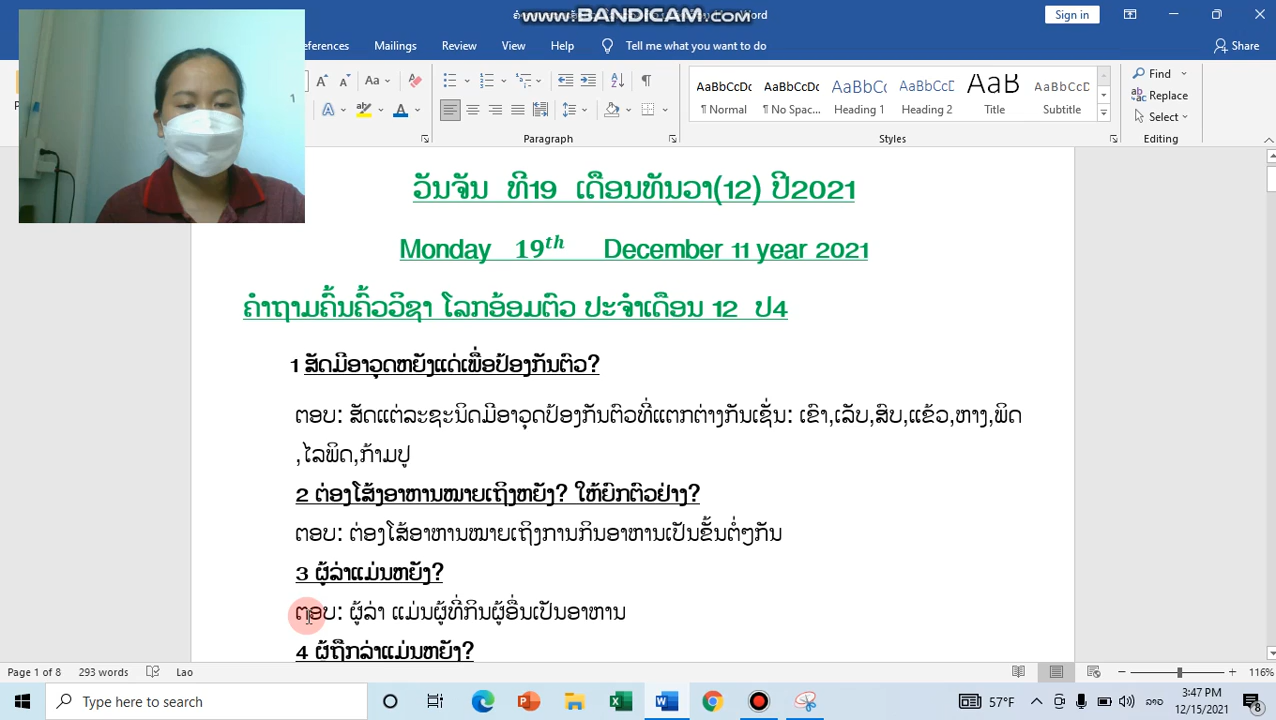 www.BANDICAM.com
Word
Sign in
ference
Mailings
Review
View
Help
Tell me what you want to do
Share
Aa
AaBbCcDc
AaBbCcDc
AaBbCc
AaBbCcC
AaB
AaBbCcD
¶ Normal
¶ No Spac...
Heading 1
Heading 2
Title
Subtitle
Find
Replace
Select
Paragraph
Styles
Editing
ວັນຈັນ ທີ19 ເດືອນທັນວາ(12) ປີ2021
Monday 19th December 11 year 2021
ຄຳຖາມຄົ້ນຄົ້ວວິຊາ ໂລກອ້ອມຕົວ ປະຈຳເດືອນ 12 ປ4
1 ສັດມີອາວຸດຫຍັງແດ່ເພື່ອປ້ອງກັນຕົວ?
ຕອບ: ສັດແຕ່ລະຊະນິດມີອາວຸດປ້ອງກັນຕົວທີ່ແຕກຕ່າງກັນເຊັ່ນ: ເຂົາ,ເລັບ,ສົບ,ແຂ້ວ,ຫາງ,ພິດ
,ໄລພິດ,ກ້າມປູ
2 ຕ່ອງໂສ້ງອາຫານໝາຍເຖິງຫຍັງ? ໃຫ້ຍົກຕົວຢ່າງ?
ຕອບ: ຕ່ອງໂສ້ອາຫານໝາຍເຖິງການກິນອາຫານເປັນຂັ້ນຕໍ່ໆກັນ
3 ຜູ້ລ່າແມ່ນຫຍັງ?
ຕອບ: ຜູ້ລ່າ ແມ່ນຜູ້ທີ່ກິນຜູ້ອື່ນເປັນອາຫານ
4 ຜູ້ຖືກລ່າແມ່ນຫຍັງ?
Page 1 of 8
293 words
Lao
116%
Type here to search
57°F
ລາວ
3:47 PM
12/15/2021
8